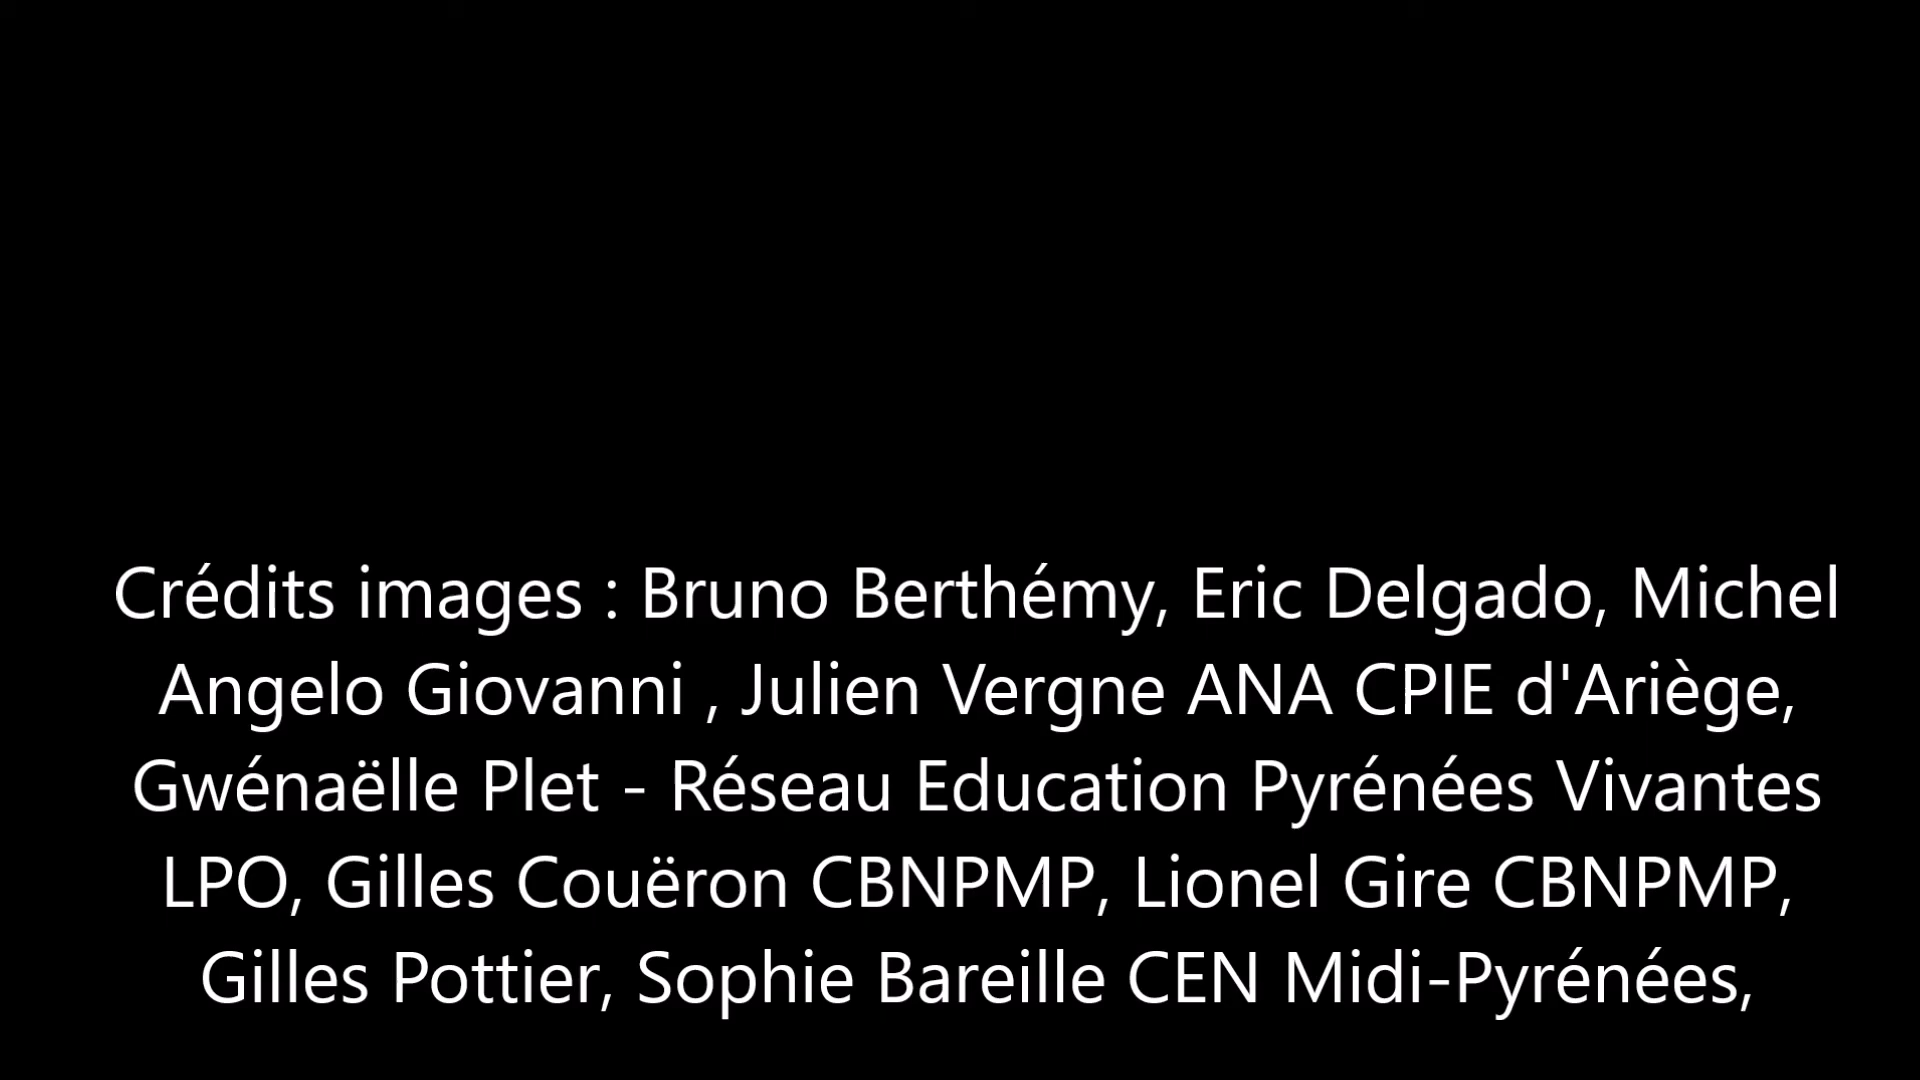 Crédits images : Bruno Berthémy, Eric Delgado, Michel
Angelo Giovanni , Julien Vergne ANA CPIE d'Ariège,
Gwénaëlle Plet - Réseau Education Pyrénées Vivantes
LPO, Gilles Couëron CBNPMP, Lionel Gire CBNPMP,
Gilles Pottier, Sophie Bareille CEN Midi-Pyrénées,